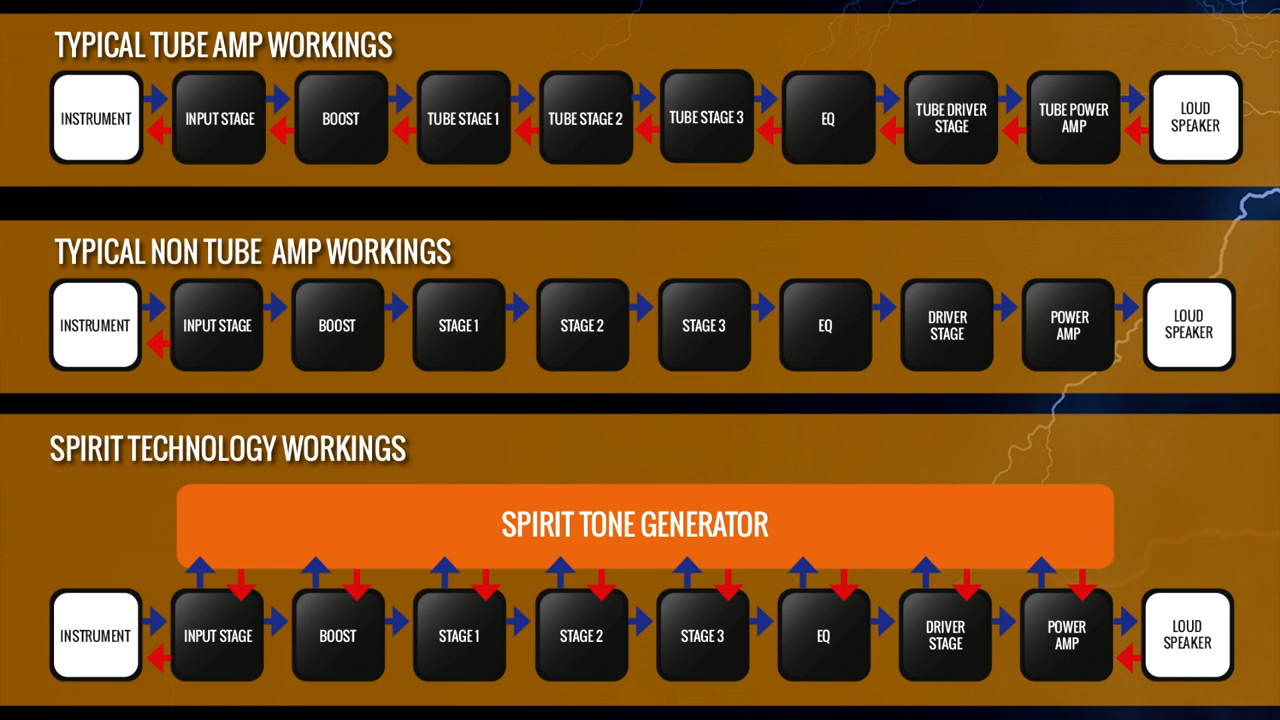 TYPICAL TUBE AMP WORKINGS
INSTRUMENT
INPUT STAGE
BOOST
TUBE STAGE 1
TUBE STAGE 2
TUBE STAGE 3
EQ
TUBE DRIVER
STAGE
TUBE POWER
AMP
LOUD
SPEAKER
TYPICAL NON TUBE AMP WORKINGS
INSTRUMENT
INPUT STAGE
BOOST
STAGE 1
STAGE 2
STAGE 3
EQ
DRIVER
STAGE
POWER
AMP
LOUD
SPEAKER
SPIRIT TECHNOLOGY WORKINGS
SPIRIT TONE GENERATOR
INSTRUMENT
INPUT STAGE
BOOST
STAGE 1
STAGE 2
STAGE 3
EQ
DRIVER
STAGE
POWER
AMP
LOUD
SPEAKER